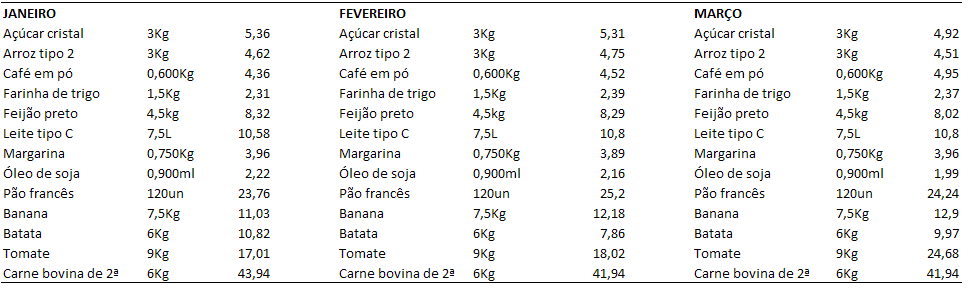 JANEIRO FEVEREIRO MARÇO
Açúcar cristal 3Kg 5,36 Açúcar cristal 3Kg 5,31 Açúcar cristal 3Kg 4,92
Arroz tipo 2 3Kg 4,62 Arroz tipo 2 3Kg 4,75 Arroz tipo 2 3Kg 4,51
Café em pó 0,600Kg 4,36 Café em pó 0,600Kg 4,52 Café em pó 0,600Kg 4,95
Farinha de trigo 1,5Kg 2,31 Farinha de trigo 1,5Kg 2,39 Farinha de trigo 1,5Kg 2,37
Feijão preto 4,5kg 8,32 Feijão preto 4,5kg 8,29 Feijão preto 4,5kg 8,02
Leite tipo C 7,5L 10,58 Leite tipo C 7,5L 10,8 Leite tipo C 7,5L 10,8
Margarina 0,750Kg 3,96 Margarina 0,750Kg 3,89 Margarina 0,750Kg 3,96
Óleo de soja 0,900ml 2,22 Óleo de soja 0,900ml 2,16 Óleo de soja 0,900ml 1,99
Pão francês 120un 23,76 Pão francês 120un 25,2 Pão francês 120un 24,24
Banana 7,5Kg 11,03 Banana 7,5Kg 12,18 Banana 7,5Kg 12,9
Batata 6Kg 10,82 Batata 6Kg 7,86 Batata 6Kg 9,97
Tomate 9Kg 17,01 Tomate 9Kg 18,02 Tomate 9Kg 24,68
Carne bovina de 2ª 6Kg 43,94 Carne bovina de 2ª 6Kg 41,94 Carne bovina de 2ª 6Kg 41,94